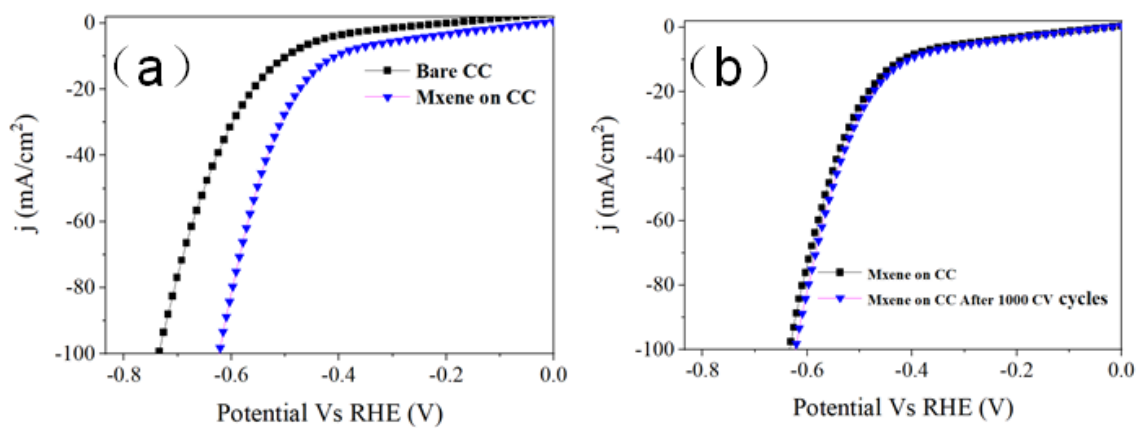 (a)
0
-20
-40
-60
-80
-100
-0.8
-0.6
-0.4
-0.2
0.0
j (mA/cm²)
Potential Vs RHE (V)
Bare CC
Mxene on CC
(b)
0
-20
-40
-60
-80
-100
-0.8
-0.6
-0.4
-0.2
0.0
j (mA/cm²)
Potential Vs RHE (V)
Mxene on CC
Mxene on CC After 1000 CV cycles